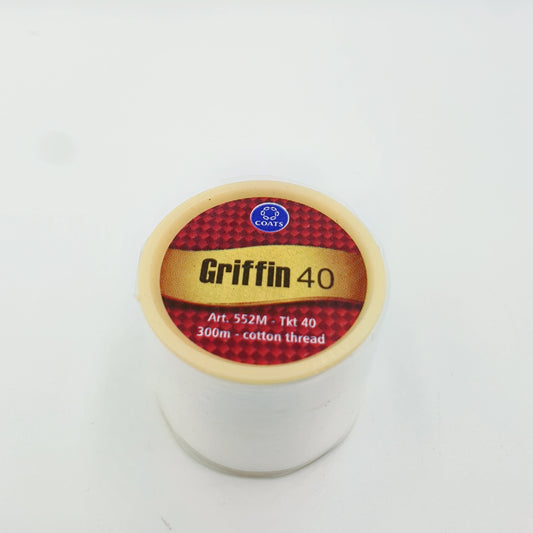 COATS
Griffin 40
Art. 552M - Tkt 40
300m - cotton thread